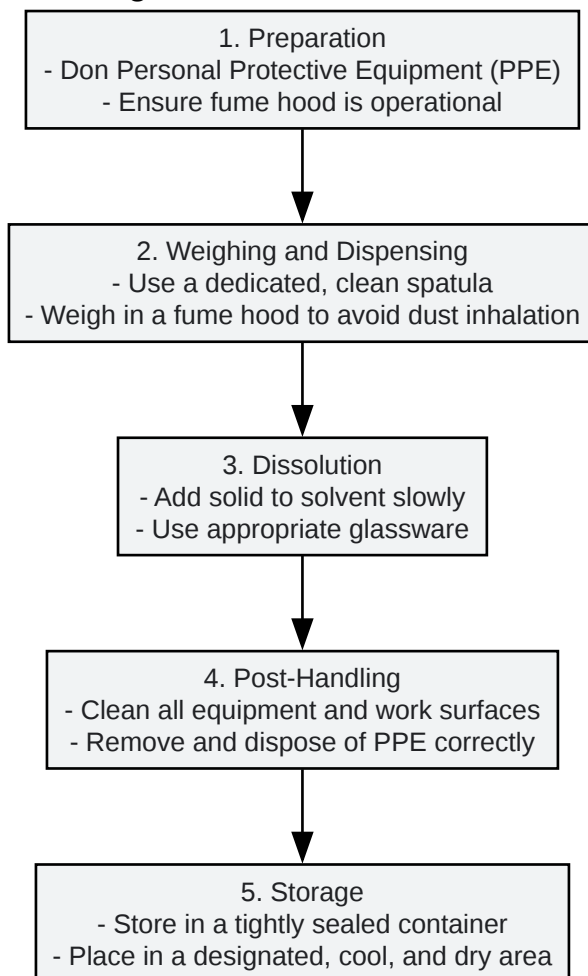 1. Preparation
- Don Personal Protective Equipment (PPE)
- Ensure fume hood is operational
2. Weighing and Dispensing
- Use a dedicated, clean spatula
- Weigh in a fume hood to avoid dust inhalation
3. Dissolution
- Add solid to solvent slowly
- Use appropriate glassware
4. Post-Handling
- Clean all equipment and work surfaces
- Remove and dispose of PPE correctly
5. Storage
- Store in a tightly sealed container
- Place in a designated, cool, and dry area